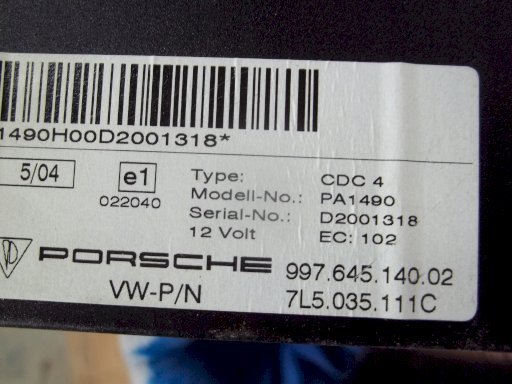 1490H00D2001318*
5/04 e1 Type: CDC 4
022040 Modell-No.: PA1490
Serial-No.: D2001318
12 Volt EC: 102
PORSCHE 997.645.140.02
VW-P/N 7L5.035.111C